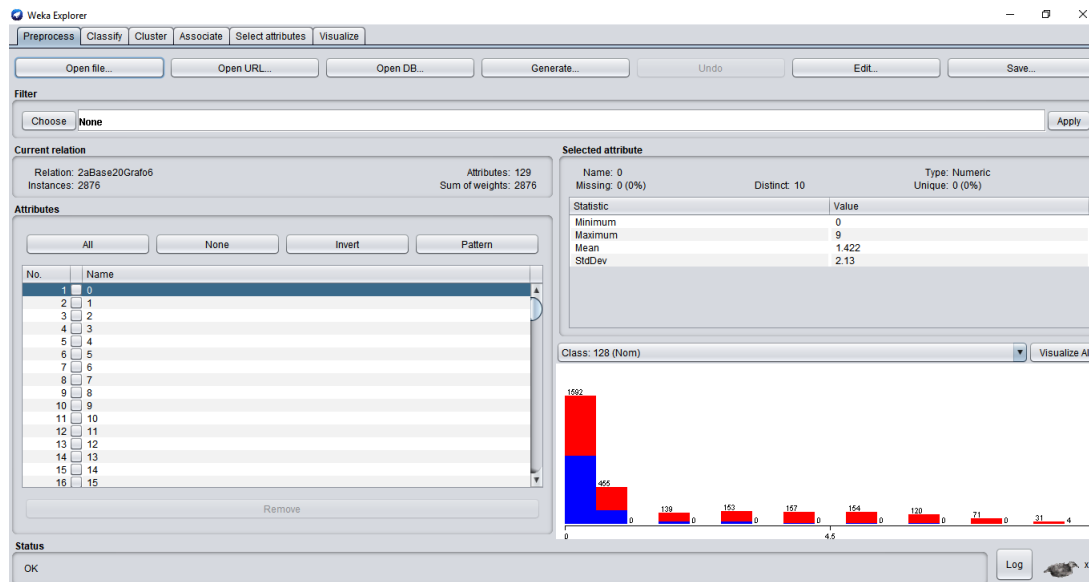 Weka Explorer
Preprocess Classify Cluster Associate Select attributes Visualize
Open file... Open URL... Open DB... Generate... Undo Edit... Save...
Filter
Choose None Apply
Current relation
Relation: 2aBase20Grafo6 Attributes: 129
Instances: 2876 Sum of weights: 2876
Attributes
All None Invert Pattern
No. Name
1 0
2 1
3 2
4 3
5 4
6 5
7 6
8 7
9 8
10 9
11 10
12 11
13 12
14 13
15 14
16 15
Remove
Selected attribute
Name: 0 Type: Numeric
Missing: 0 (0%) Distinct: 10 Unique: 0 (0%)
Statistic Value
Minimum 0
Maximum 9
Mean 1.422
StdDev 2.13
Class: 128 (Nom) Visualize All
1592
455
0 139 0 153 0 157 0 154 0 120 0 71 0 31 4
0 4.5
Status
OK Log x